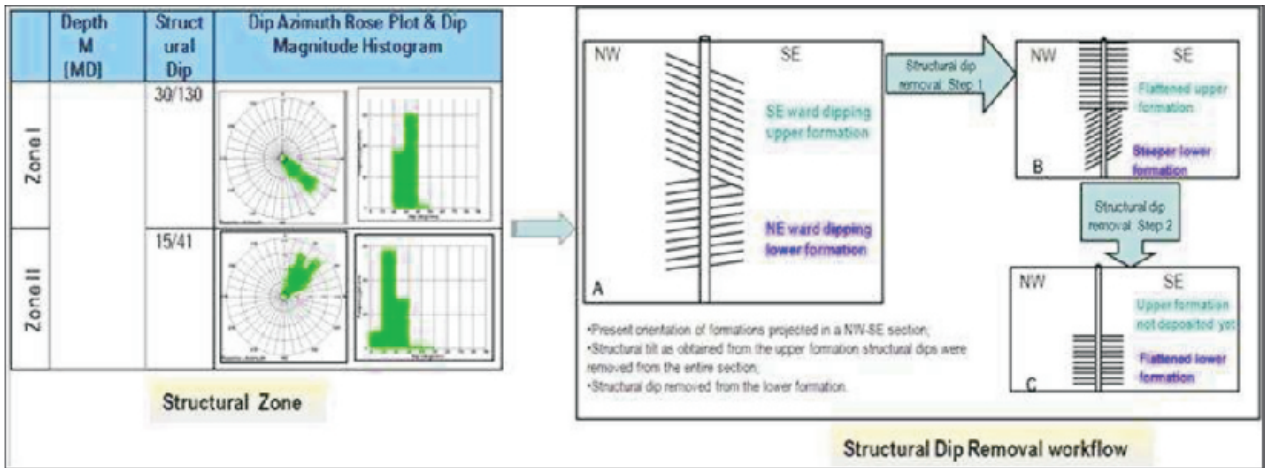 Depth
M
[MD]
Struct
ural
Dip
Dip Azimuth Rose Plot & Dip
Magnitude Histogram
Zone I
30/130
Zone II
15/41
Structural Zone
NW
SE
SE ward dipping
upper formation
NE ward dipping
lower formation
A
Structural dip
removal Step 1
NW
SE
Flattened upper
formation
Steeper lower
formation
B
Structural dip
removal Step 2
NW
SE
Upper formation
not deposited yet
Flattened lower
formation
C
•Present orientation of formations projected in a NW-SE section;
•Structural tilt as obtained from the upper formation structural dips were
removed from the entire section;
•Structural dip removed from the lower formation.
Structural Dip Removal workflow